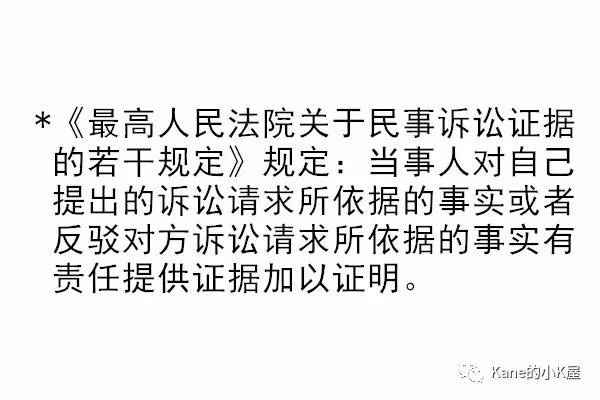 *《最高人民法院关于民事诉讼证据
的若干规定》规定：当事人对自己
提出的诉讼请求所依据的事实或者
反驳对方诉讼请求所依据的事实有
责任提供证据加以证明。
Kane的小K屋